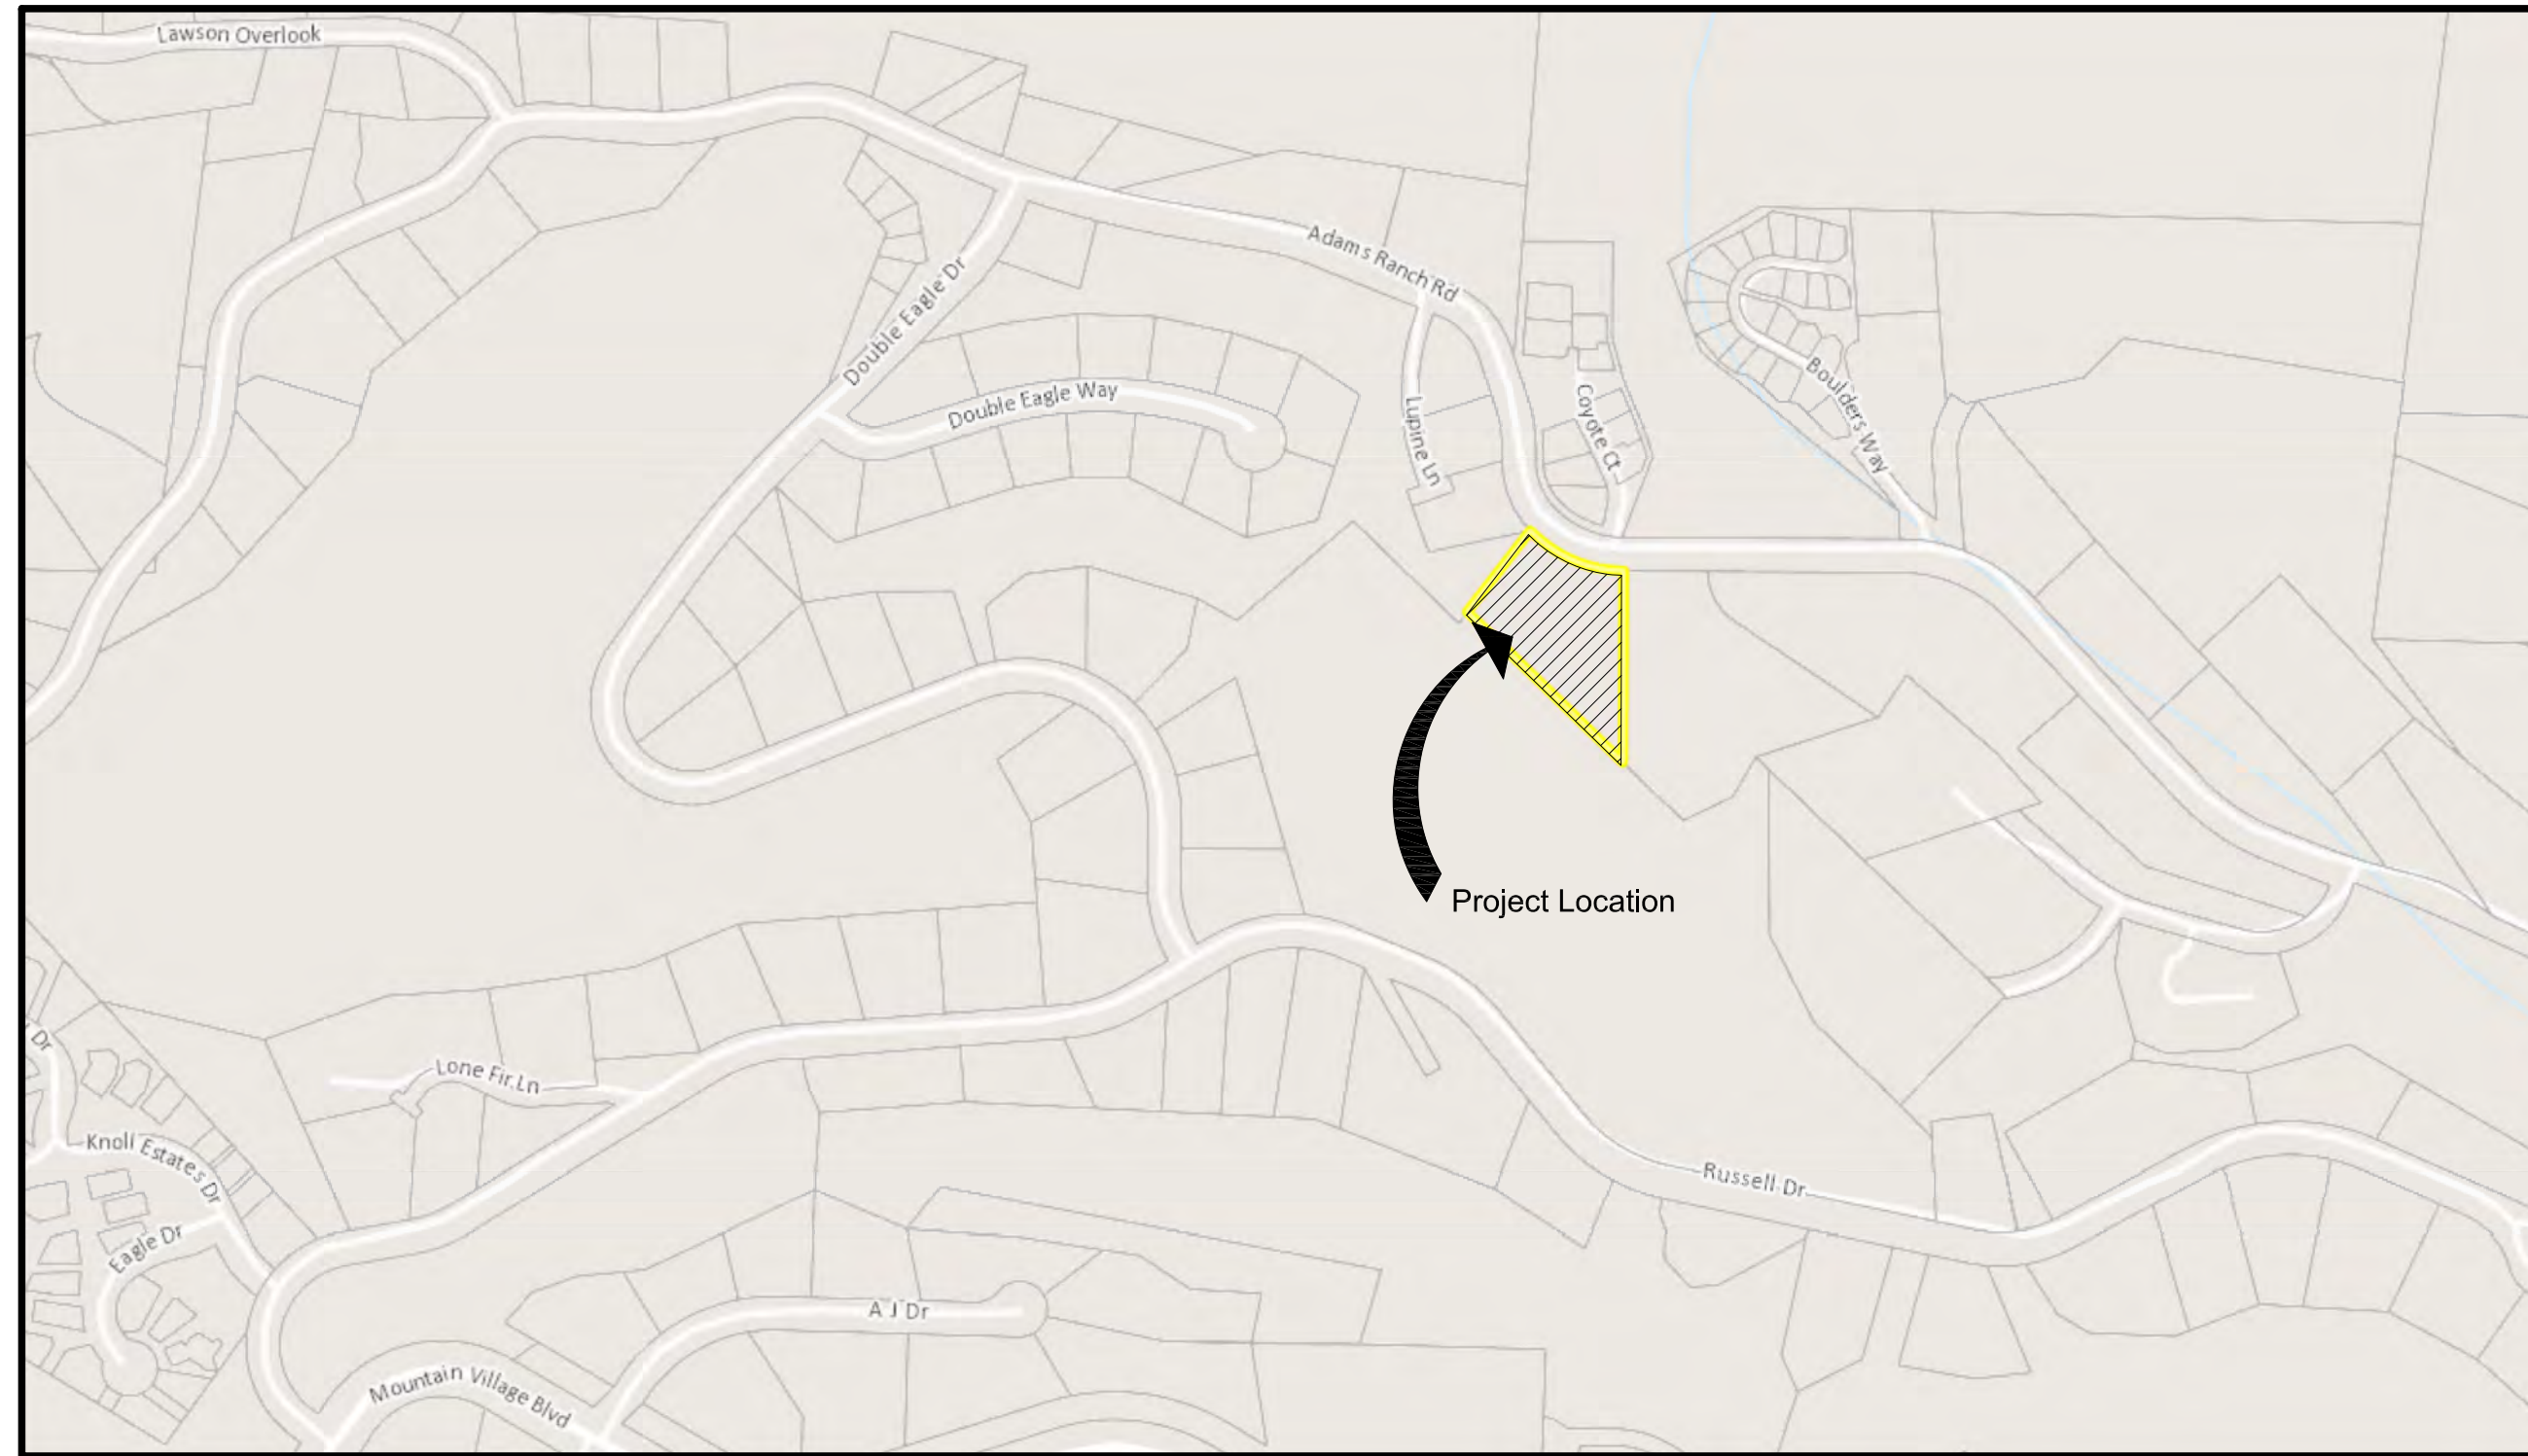 Lawson Overlook
Adams Ranch Rd
Double Eagle Dr
Double Eagle Way
Lupine Ln
Coyote Ct
Boulders Way
Project Location
Dr
Lone Fir Ln
Knoll Estates Dr
Eagle Dr
Russell Dr
A J Dr
Mountain Village Blvd